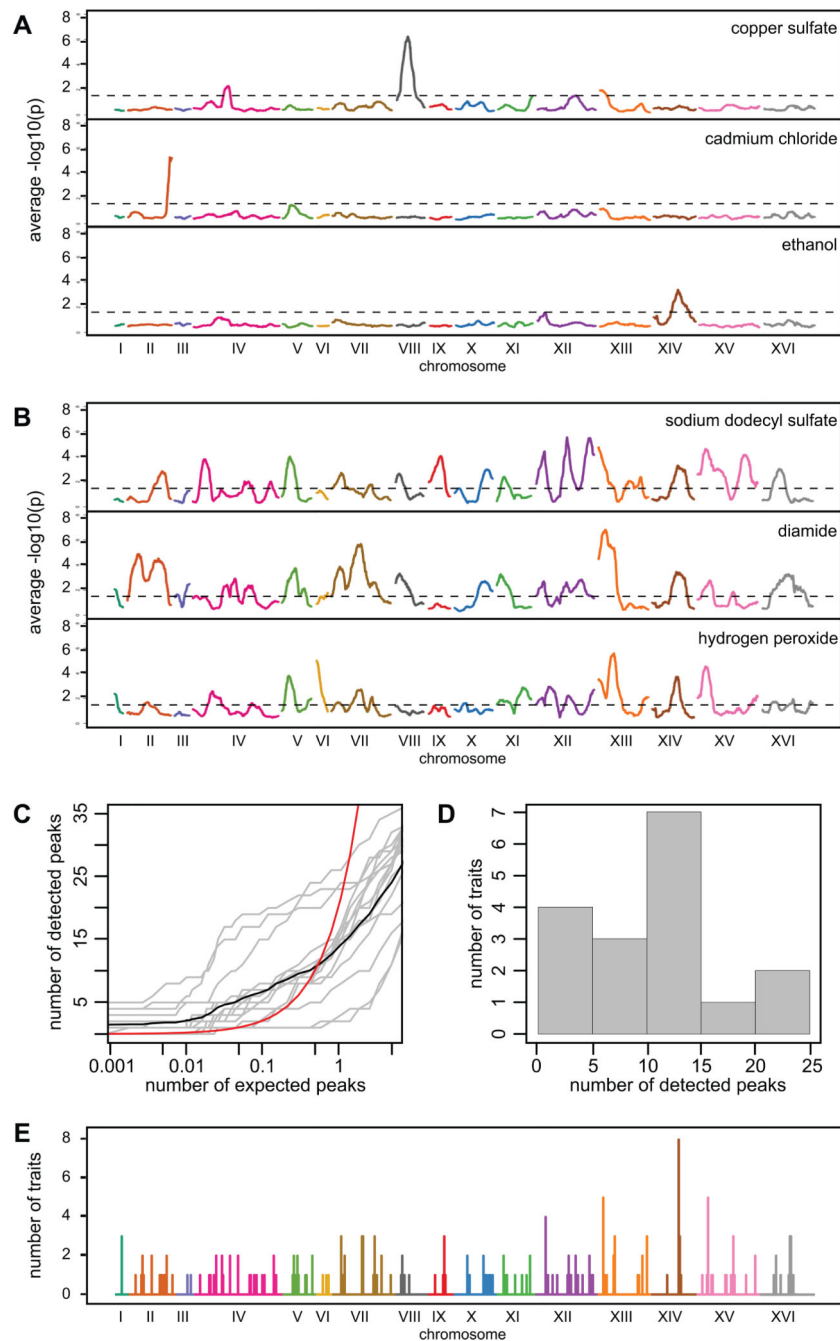 A
8
6
4
2
0
copper sulfate
8
6
4
2
0
cadmium chloride
average -log10(p)
8
6
4
2
0
ethanol
I II III IV V VI VII VIII IX X XI XII XIII XIV XV XVI
chromosome
B
8
6
4
2
0
sodium dodecyl sulfate
8
6
4
2
0
diamide
average -log10(p)
8
6
4
2
0
hydrogen peroxide
I II III IV V VI VII VIII IX X XI XII XIII XIV XV XVI
chromosome
C
number of detected peaks
35
25
15
5
0.001 0.01 0.1 1
number of expected peaks
D
number of traits
7
6
5
4
3
2
1
0
0 5 10 15 20 25
number of detected peaks
E
number of traits
8
6
4
2
0
I II III IV V VI VII VIII IX X XI XII XIII XIV XV XVI
chromosome